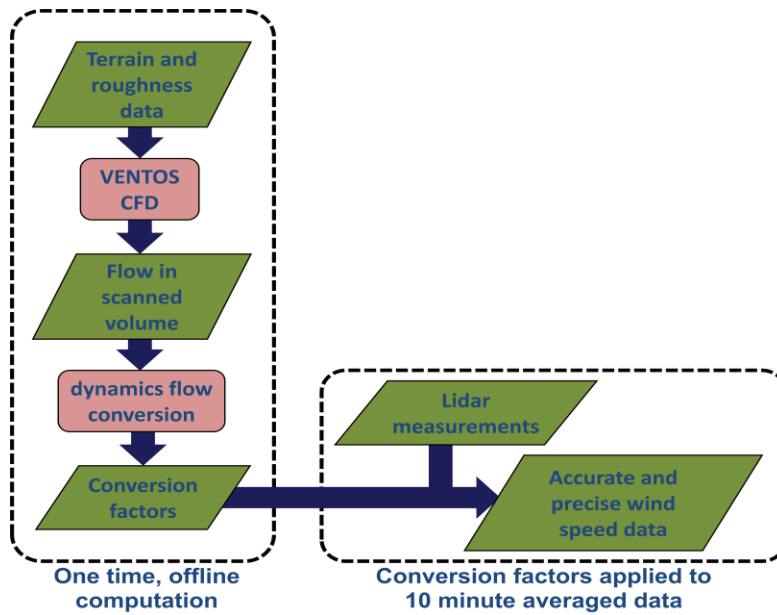 Terrain and
roughness
data
VENTOS
CFD
Flow in
scanned
volume
dynamics flow
conversion
Conversion
factors
One time, offline
computation
Lidar
measurements
Accurate and
precise wind
speed data
Conversion factors applied to
10 minute averaged data